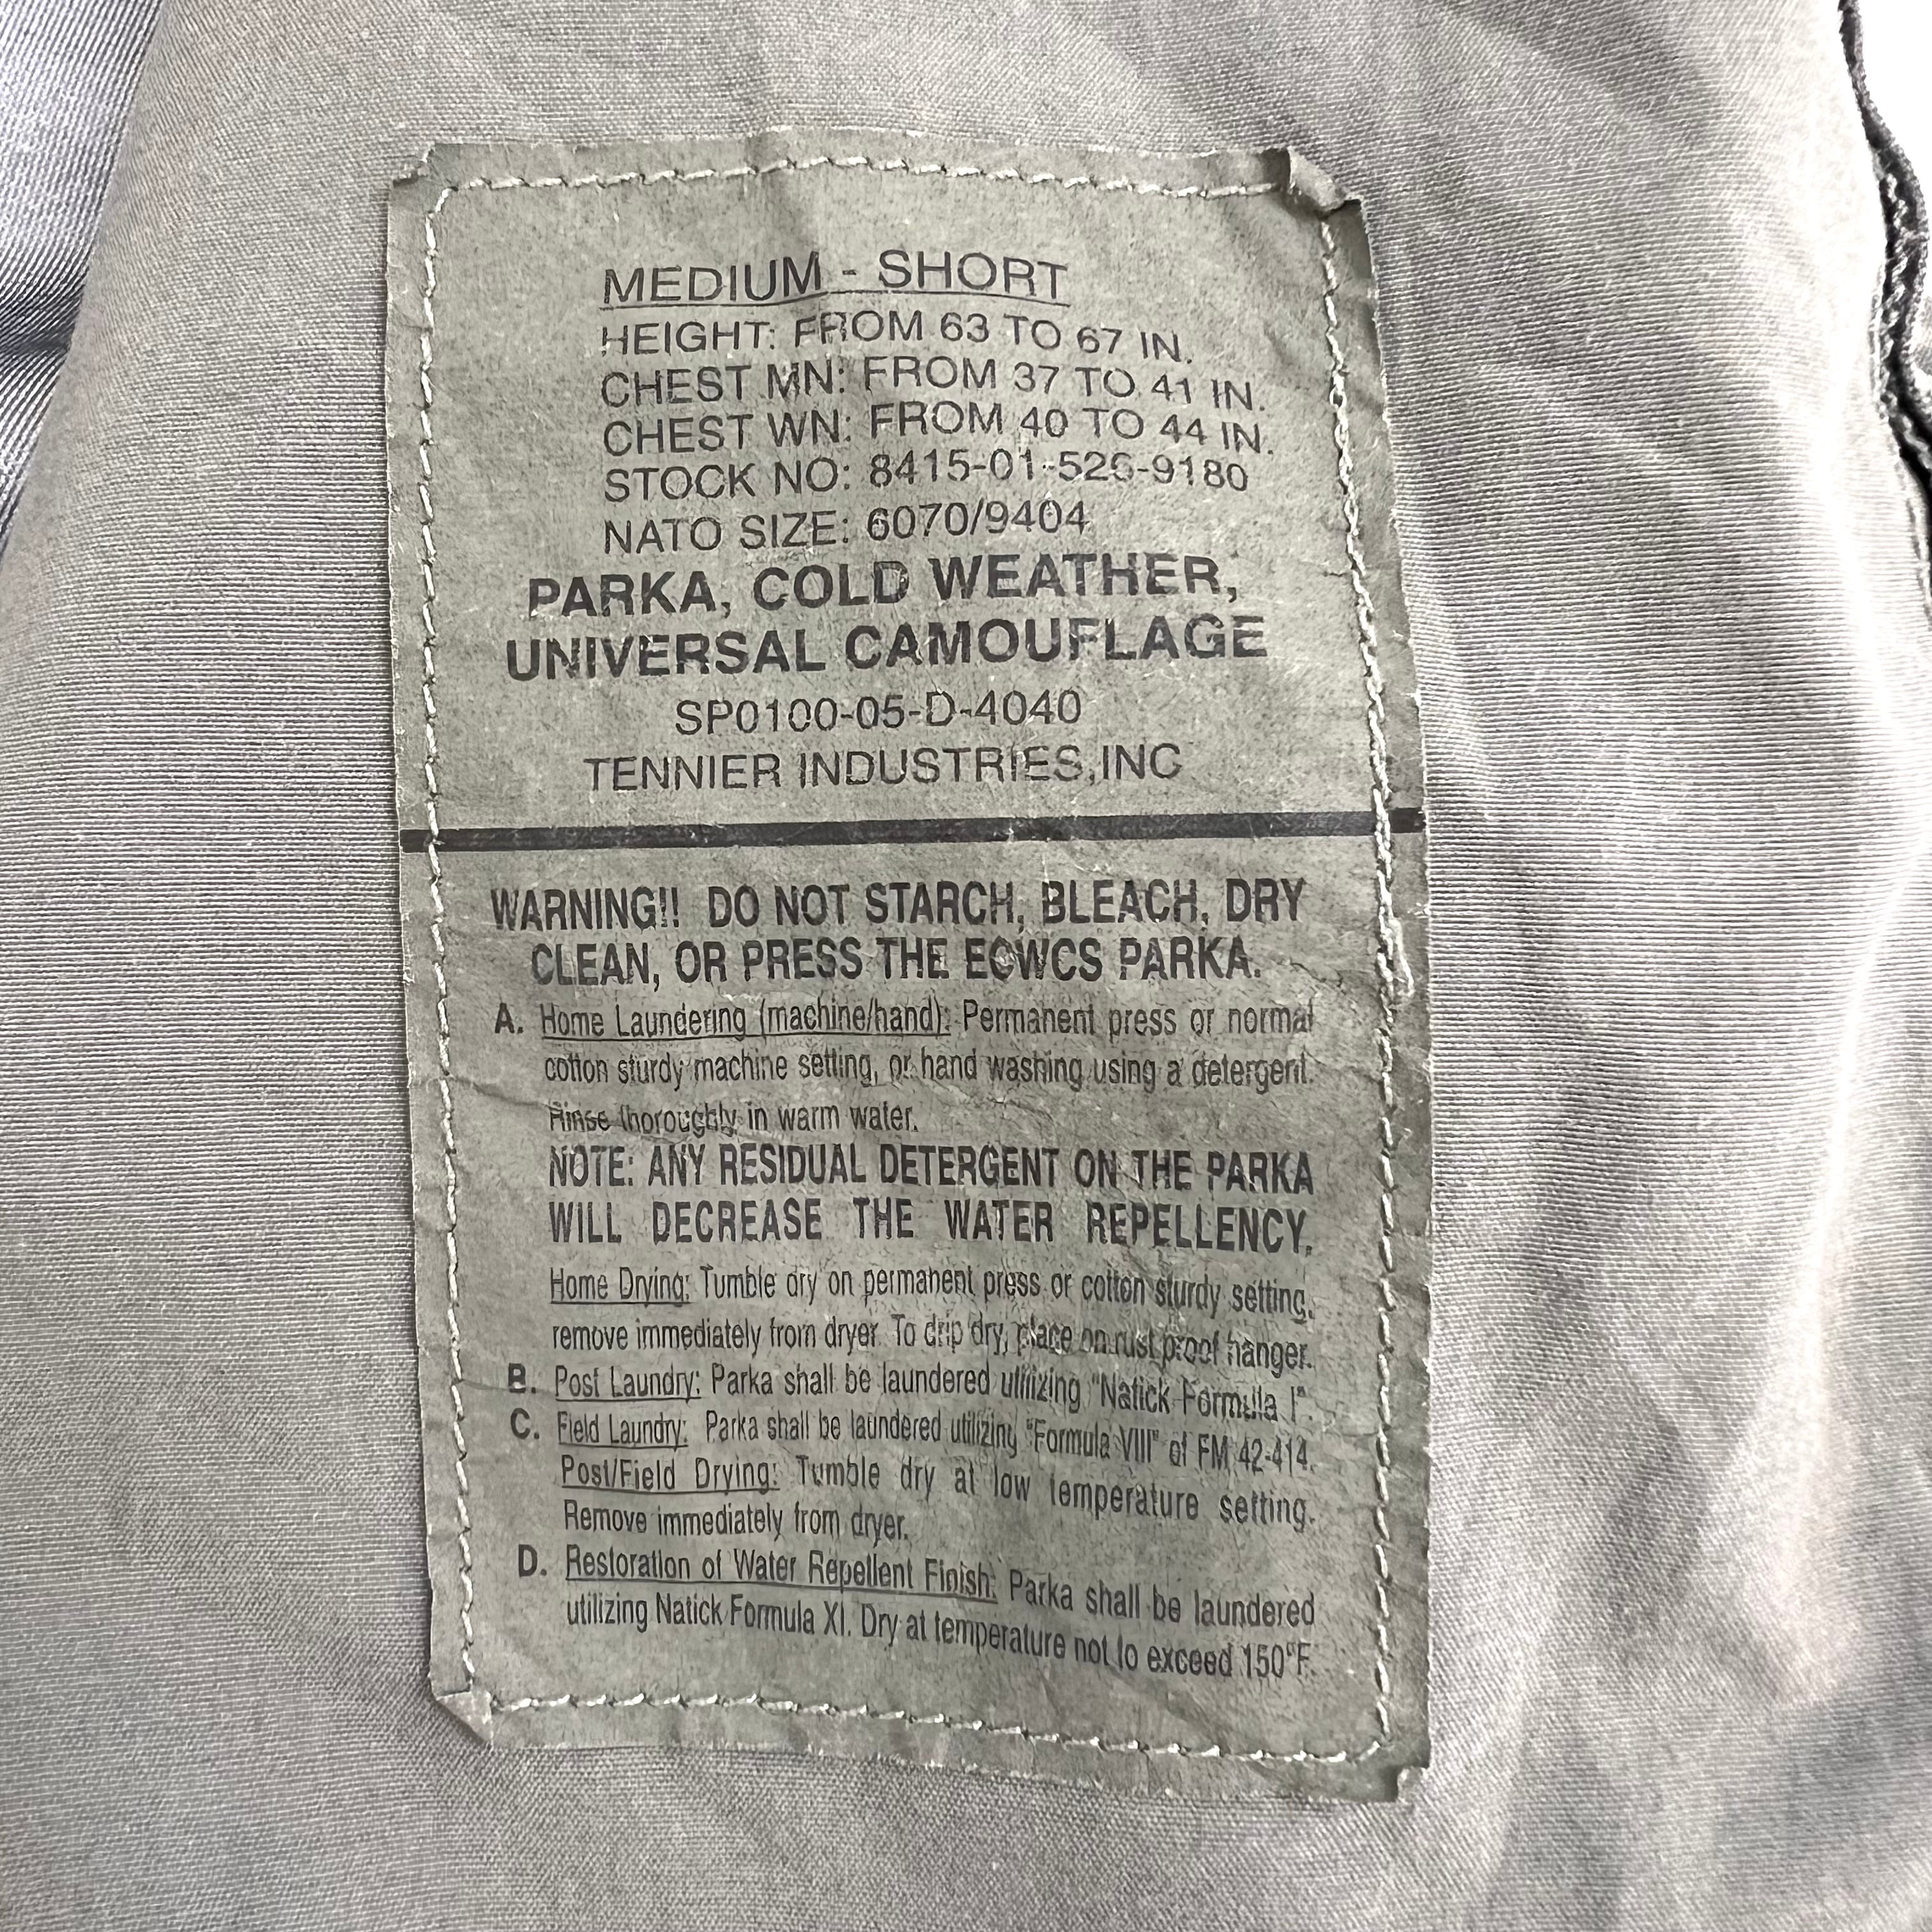 MEDIUM - SHORT
HEIGHT: FROM 63 TO 67 IN.
CHEST MN: FROM 37 TO 41 IN.
CHEST WN: FROM 40 TO 44 IN.
STOCK NO: 8415-01-526-9180
NATO SIZE: 6070/9404
PARKA, COLD WEATHER,
UNIVERSAL CAMOUFLAGE
SP0100-05-D-4040
TENNIER INDUSTRIES,INC
WARNING!! DO NOT STARCH, BLEACH, DRY
CLEAN, OR PRESS THE ECWCS PARKA.
A. Home Laundering (machine/hand): Permanent press or normal
cotton sturdy machine setting, or hand washing using a detergent.
Rinse thoroughly in warm water.
NOTE: ANY RESIDUAL DETERGENT ON THE PARKA
WILL DECREASE THE WATER REPELLENCY.
Home Drying: Tumble dry on permanent press or cotton sturdy setting,
remove immediately from dryer. To drip dry, place on rust proof hanger.
B. Post Laundry: Parka shall be laundered utilizing "Natick Formula I".
C. Field Laundry: Parka shall be laundered utilizing "Formula VIII" of FM 42-414.
Post/Field Drying: Tumble dry at low temperature setting.
Remove immediately from dryer.
D. Restoration of Water Repellent Finish: Parka shall be laundered
utilizing Natick Formula XI. Dry at temperature not to exceed 150°F.